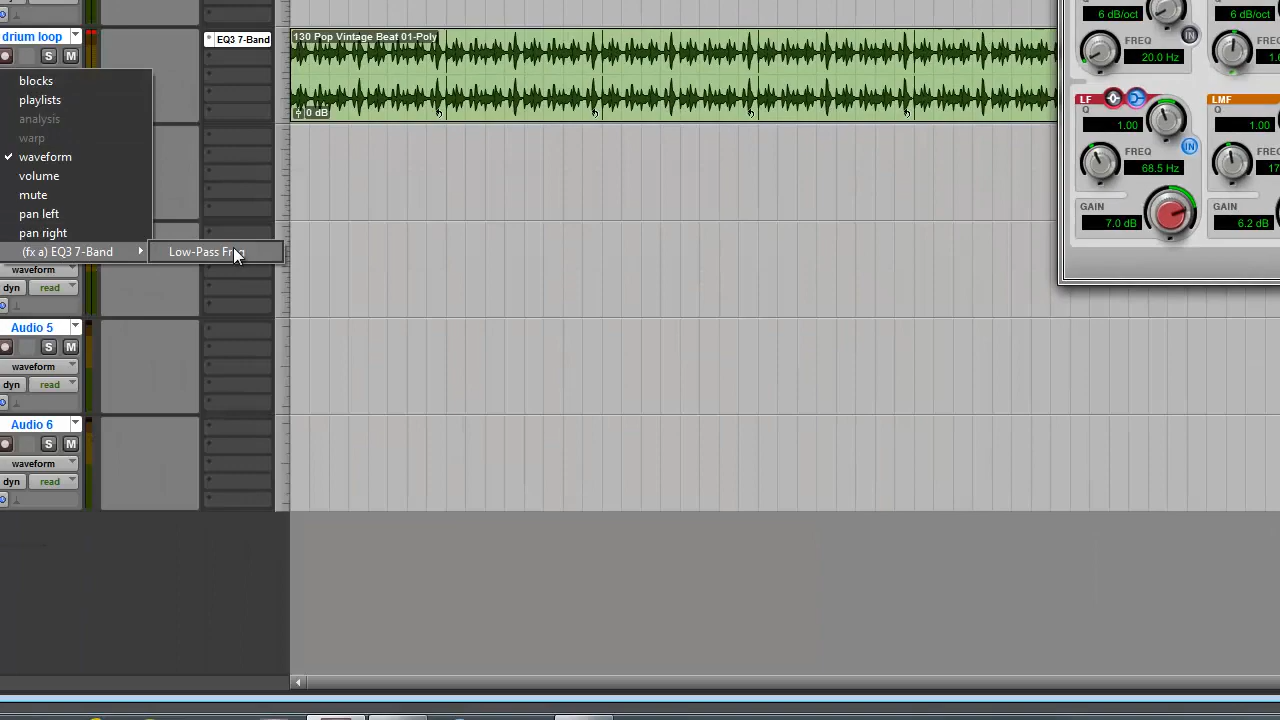 6 dB/oct
6 dB/oct
IN
FREQ
20.0 Hz
FREQ
1.
drum loop
S M
EQ3 7-Band
130 Pop Vintage Beat 01-Poly
0 dB
blocks
playlists
analysis
warp
waveform
volume
mute
pan left
pan right
(fx a) EQ3 7-Band
Low-Pass Freq
LF
Q
1.00
LMF
Q
1.00
IN
FREQ
68.5 Hz
FREQ
17
GAIN
7.0 dB
GAIN
6.2 dB
waveform
dyn read
Audio 5
S M
waveform
dyn read
Audio 6
S M
waveform
dyn read